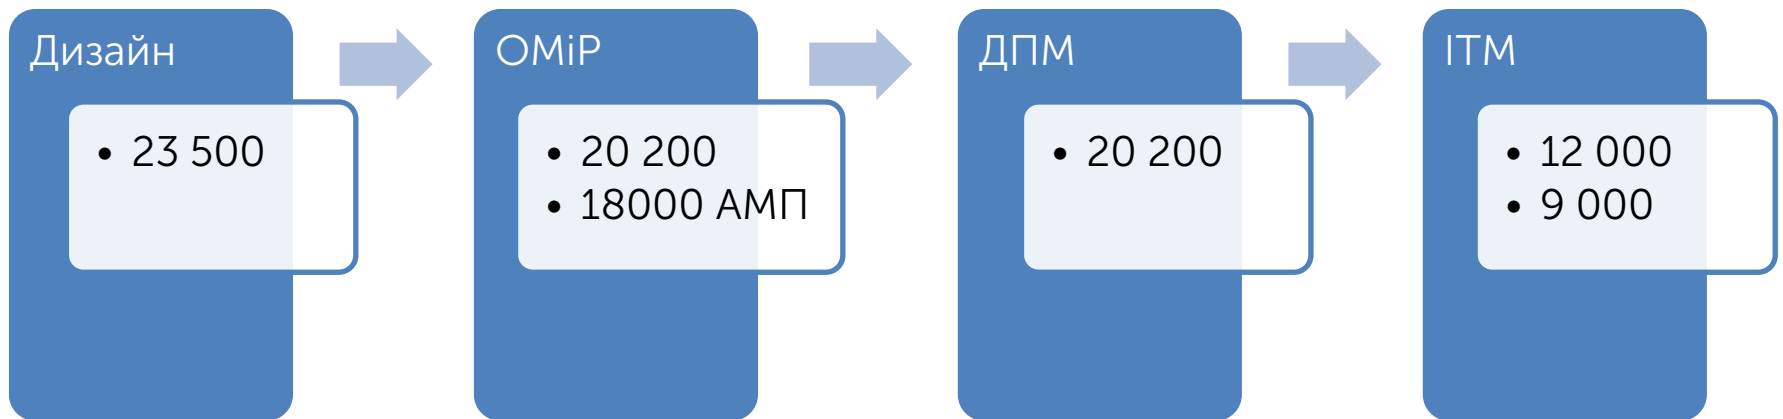 Дизайн
• 23 500
ОМіР
• 20 200
• 18000 АМП
ДПМ
• 20 200
ІТМ
• 12 000
• 9 000